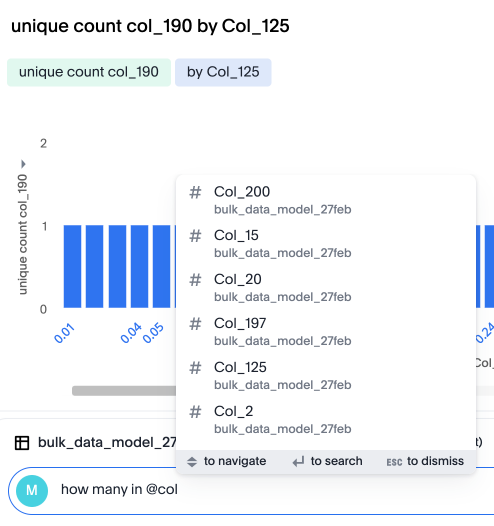 unique count col_190 by Col_125
unique count col_190 by Col_125
2
unique count col_190
1
0
0.01 0.04 0.05 0.24
Col_
# Col_200
bulk_data_model_27feb
# Col_15
bulk_data_model_27feb
# Col_20
bulk_data_model_27feb
# Col_197
bulk_data_model_27feb
# Col_125
bulk_data_model_27feb
# Col_2
bulk_data_model_27feb
to navigate to search ESC to dismiss
bulk_data_model_27
M how many in @col